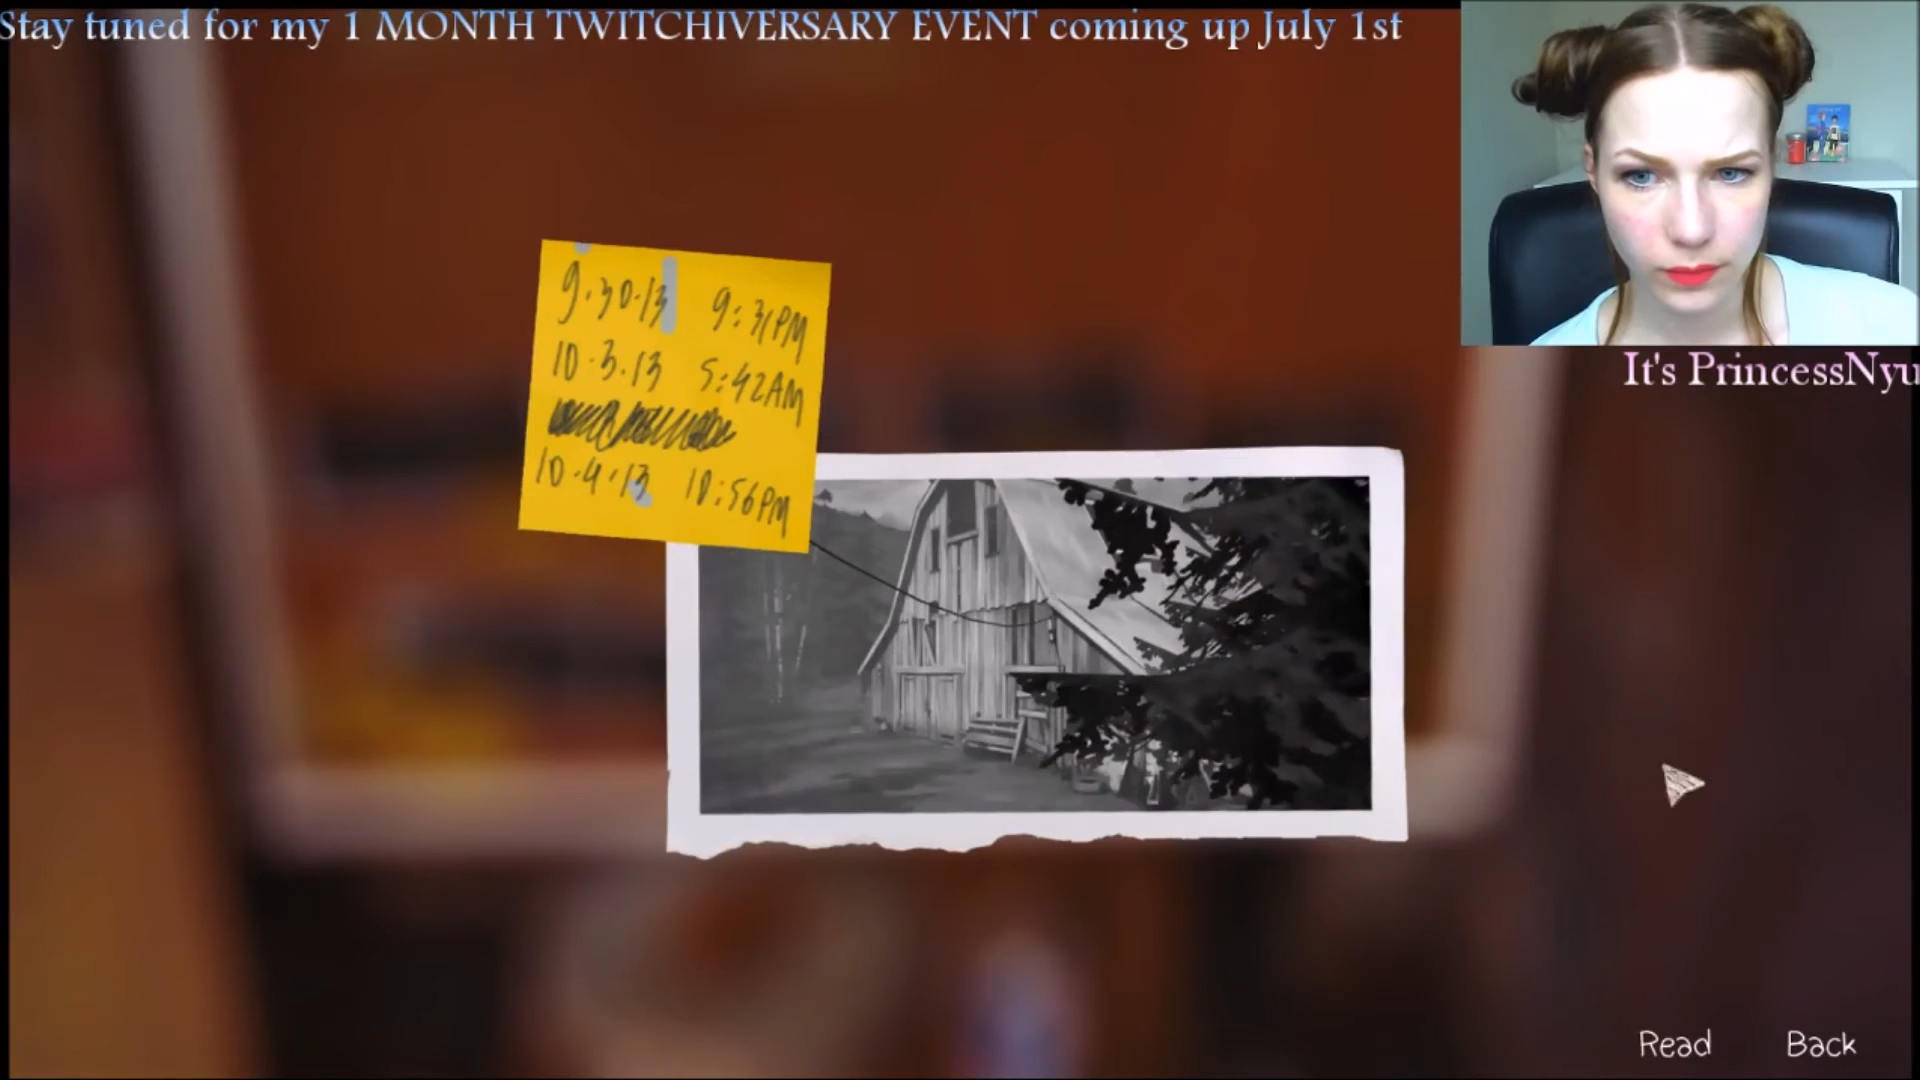 Stay tuned for my 1 MONTH TWITCHIVERSARY EVENT coming up July 1st
It's PrincessNyu
9.30.13 9:31PM
10.3.13 5:42AM
10.4.13 10:56PM
Read Back